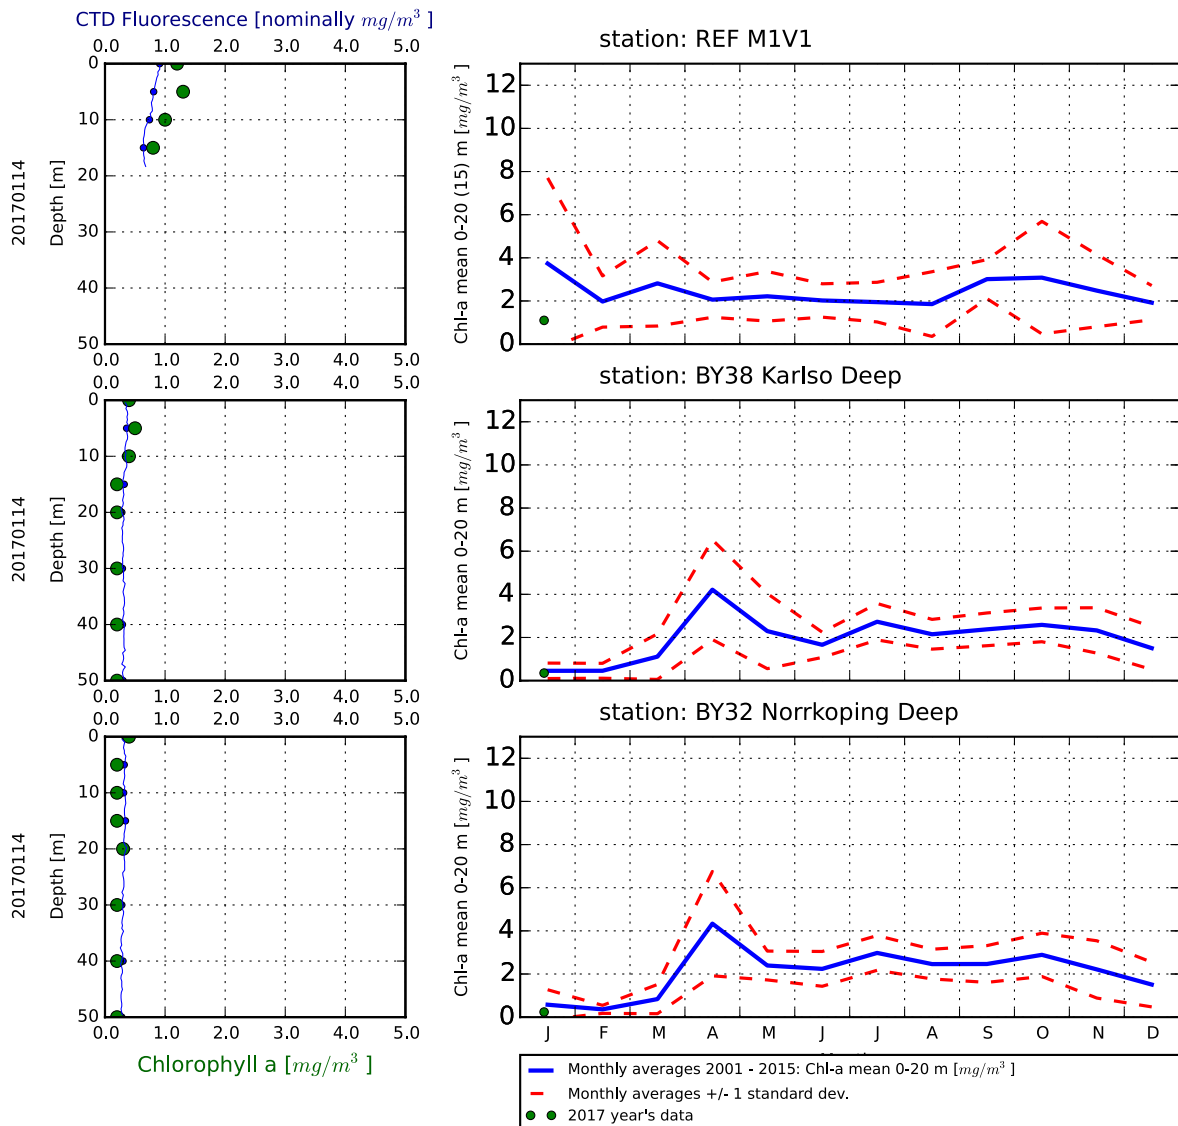 CTD Fluorescence [nominally mg/m³ ]
0.0 1.0 2.0 3.0 4.0 5.0
0
10
20
30
40
50
Depth [m]
20170114
station: REF M1V1
12
10
8
6
4
2
0
Chl-a mean 0-20 (15) m [mg/m³ ]
0.0 1.0 2.0 3.0 4.0 5.0
0.0 1.0 2.0 3.0 4.0 5.0
0
10
20
30
40
50
Depth [m]
20170114
station: BY38 Karlso Deep
12
10
8
6
4
2
0
Chl-a mean 0-20 m [mg/m³ ]
0.0 1.0 2.0 3.0 4.0 5.0
0.0 1.0 2.0 3.0 4.0 5.0
0
10
20
30
40
50
Depth [m]
20170114
station: BY32 Norrkoping Deep
12
10
8
6
4
2
0
Chl-a mean 0-20 m [mg/m³ ]
0.0 1.0 2.0 3.0 4.0 5.0
J F M A M J J A S O N D
Chlorophyll a [mg/m³ ]
Monthly averages 2001 - 2015: Chl-a mean 0-20 m [mg/m³ ]
Monthly averages +/- 1 standard dev.
2017 year's data